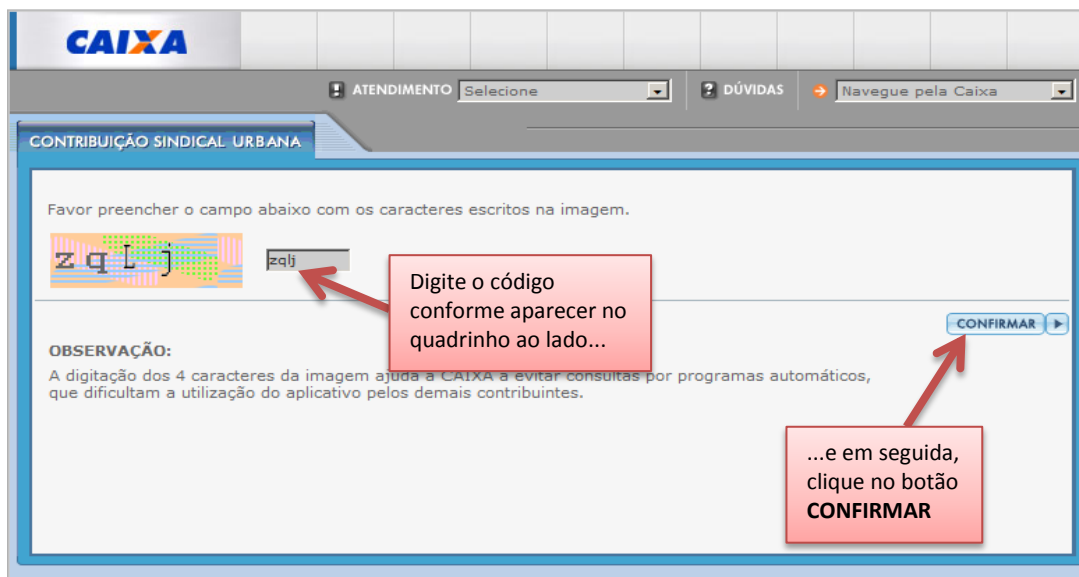 CAIXA
ATENDIMENTO Selecione DÚVIDAS Navegue pela Caixa
CONTRIBUIÇÃO SINDICAL URBANA
Favor preencher o campo abaixo com os caracteres escritos na imagem.
z q L j zqlj
Digite o código
conforme aparecer no
quadrinho ao lado...
CONFIRMAR
OBSERVAÇÃO:
A digitação dos 4 caracteres da imagem ajuda a CAIXA a evitar consultas por programas automáticos,
que dificultam a utilização do aplicativo pelos demais contribuintes.
...e em seguida,
clique no botão
CONFIRMAR